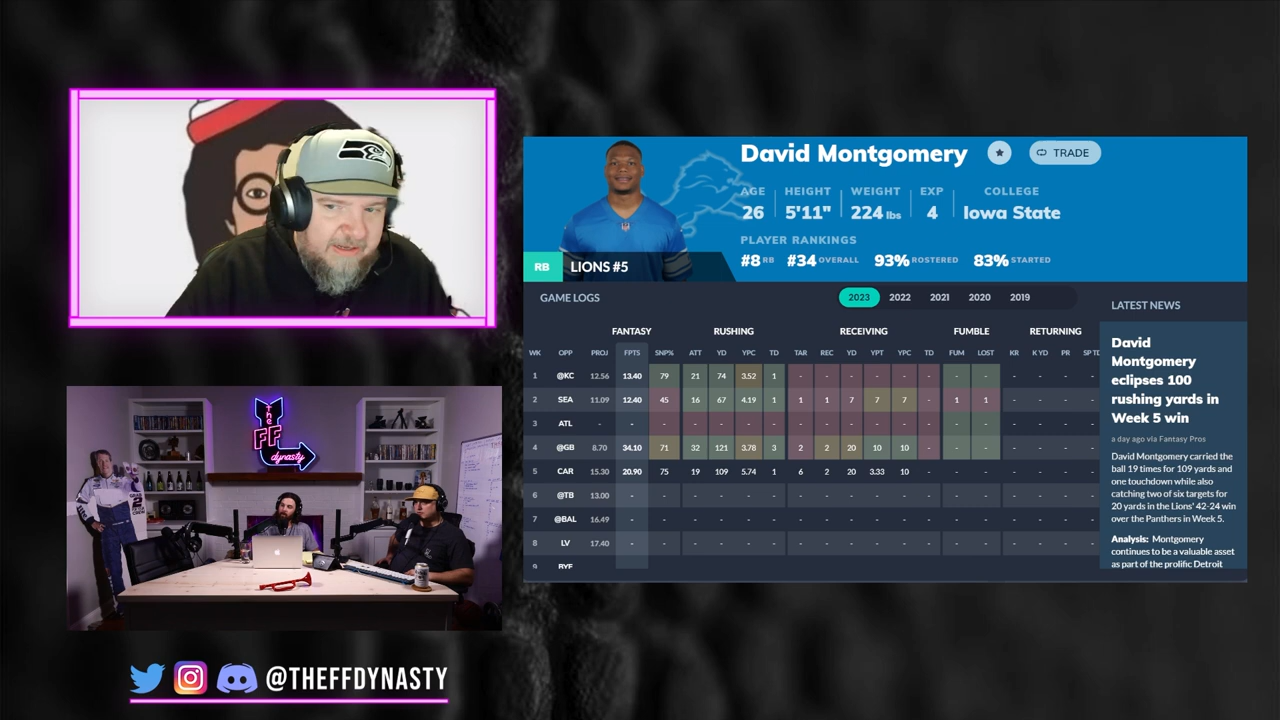 The
FF
dynasty
@THEFFDYNASTY
David Montgomery
TRADE
AGE HEIGHT WEIGHT EXP COLLEGE
26 5'11" 224 lbs 4 Iowa State
PLAYER RANKINGS
#8 RB #34 OVERALL 93% ROSTERED 83% STARTED
RB LIONS #5
GAME LOGS 2023 2022 2021 2020 2019
FANTASY RUSHING RECEIVING FUMBLE RETURNING
WK OPP PROJ FPTS SNP% ATT YD YPC TD TAR REC YD YPT YPC TD FUM LOST KR K YD PR SP TD
1 @KC 12.56 13.40 79 21 74 3.52 1 - - - - - - - - - - - -
2 SEA 11.09 12.40 45 16 67 4.19 1 1 1 7 7 7 - 1 1 - - - -
3 ATL - - - - - - - - - - - - - - - - - - -
4 @GB 8.70 34.10 71 32 121 3.78 3 2 2 20 10 10 - - - - - - -
5 CAR 15.30 20.90 75 19 109 5.74 1 6 2 20 3.33 10 - - - - - - -
6 @TB 13.00 - - - - - - - - - - - - - - - - - -
7 @BAL 16.49 - - - - - - - - - - - - - - - - - -
8 LV 17.40 - - - - - - - - - - - - - - - - - -
9 BYE
LATEST NEWS
David
Montgomery
eclipses 100
rushing yards in
Week 5 win
a day ago via Fantasy Pros
David Montgomery carried the
ball 19 times for 109 yards and
one touchdown while also
catching two of six targets for
20 yards in the Lions' 42-24 win
over the Panthers in Week 5.
Analysis: Montgomery
continues to be a valuable asset
as part of the prolific Detroit